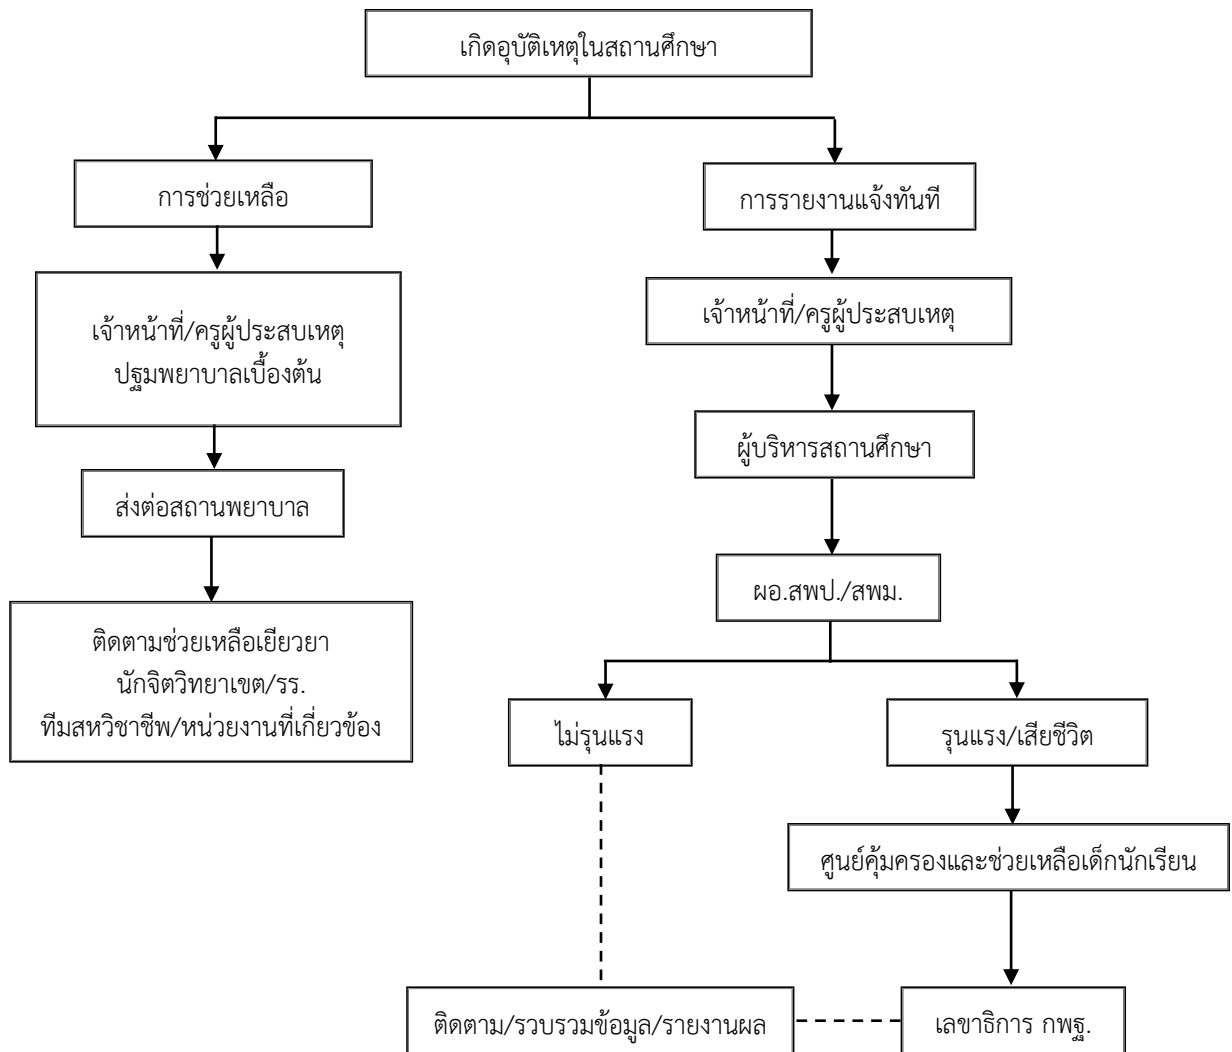 เกิดอุบัติเหตุในสถานศึกษา
การช่วยเหลือ
เจ้าหน้าที่/ครูผู้ประสบเหตุ
ปฐมพยาบาลเบื้องต้น
ส่งต่อสถานพยาบาล
ติดตามช่วยเหลือเยียวยา
นักจิตวิทยาเขต/รร.
ทีมสหวิชาชีพ/หน่วยงานที่เกี่ยวข้อง
การรายงานแจ้งทันที
เจ้าหน้าที่/ครูผู้ประสบเหตุ
ผู้บริหารสถานศึกษา
ผอ.สพป./สพม.
ไม่รุนแรง
รุนแรง/เสียชีวิต
ศูนย์คุ้มครองและช่วยเหลือเด็กนักเรียน
ติดตาม/รวบรวมข้อมูล/รายงานผล
เลขาธิการ กพฐ.